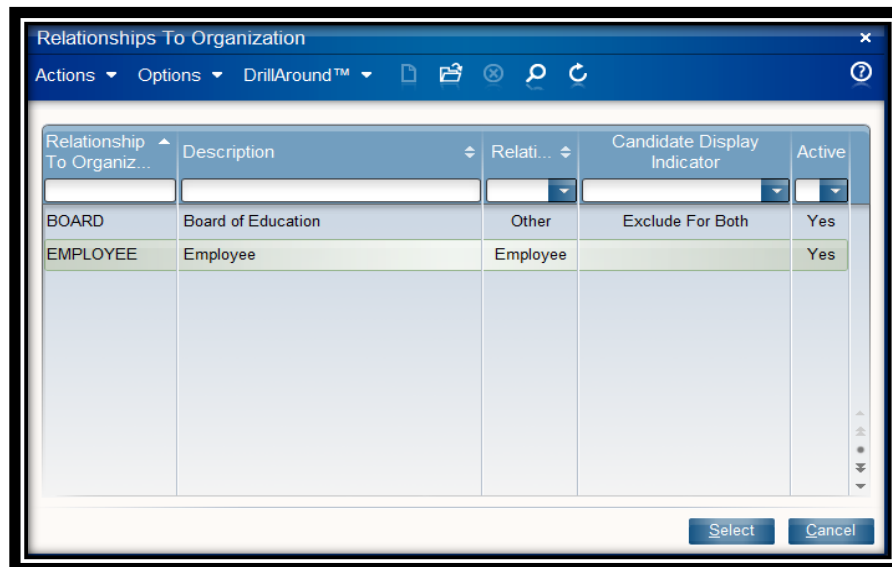 Relationships To Organization
Actions Options DrillAround™
Relationship
To Organiz...
Description
Relati...
Candidate Display
Indicator
Active
BOARD Board of Education Other Exclude For Both Yes
EMPLOYEE Employee Employee Yes
Select Cancel